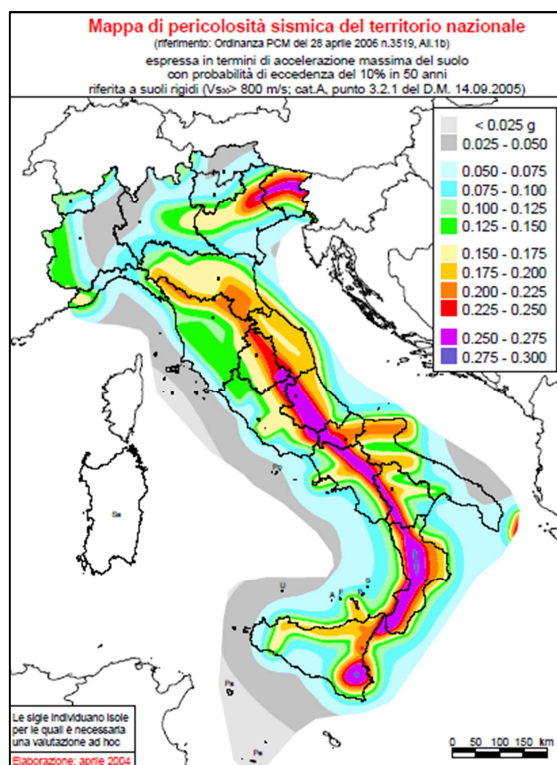 Mappa di pericolosità sismica del territorio nazionale
(riferimento: Ordinanza PCM del 28 aprile 2006 n.3519, All.1b)
espressa in termini di accelerazione massima del suolo
con probabilità di eccedenza del 10% in 50 anni
riferita a suoli rigidi (Vs₃₀> 800 m/s; cat.A, punto 3.2.1 del D.M. 14.09.2005)
< 0.025 g
0.025 - 0.050
0.050 - 0.075
0.075 - 0.100
0.100 - 0.125
0.125 - 0.150
0.150 - 0.175
0.175 - 0.200
0.200 - 0.225
0.225 - 0.250
0.250 - 0.275
0.275 - 0.300
Po
Sa
U
A
F
S
Pa
Pe
Le sigle individuano isole
per le quali è necessaria
una valutazione ad hoc
Elaborazione: aprile 2004
0 50 100 150 km